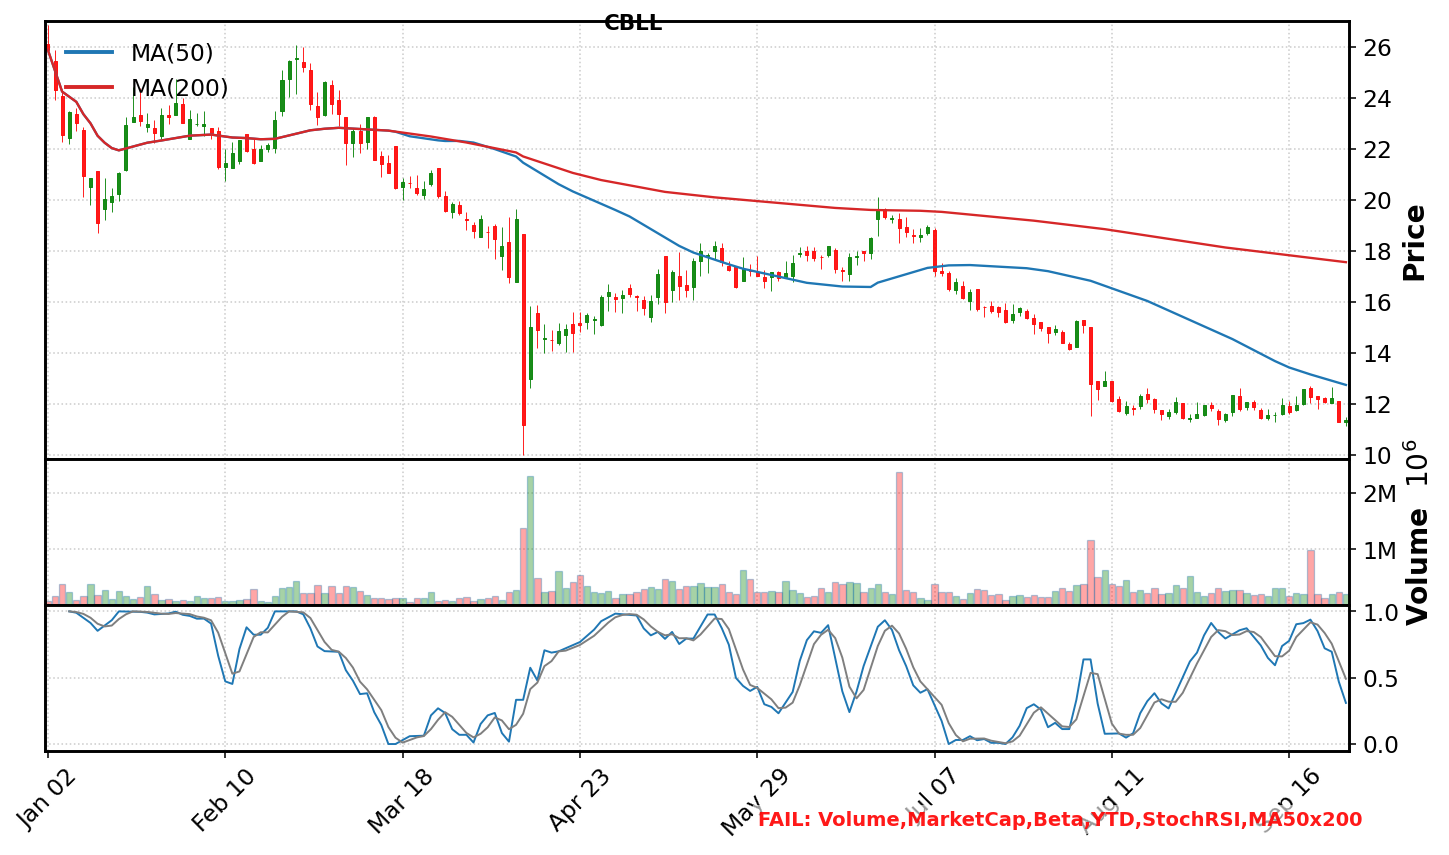 CBLL
MA(50)
MA(200)
26
24
22
20
18
16
14
12
10
Price
10^6
2M
1M
Volume
1.0
0.5
0.0
Jan 02
Feb 10
Mar 18
Apr 23
May 29
Jul 07
Aug 11
Sep 16
FAIL: Volume,MarketCap,Beta,YTD,StochRSI,MA50x200